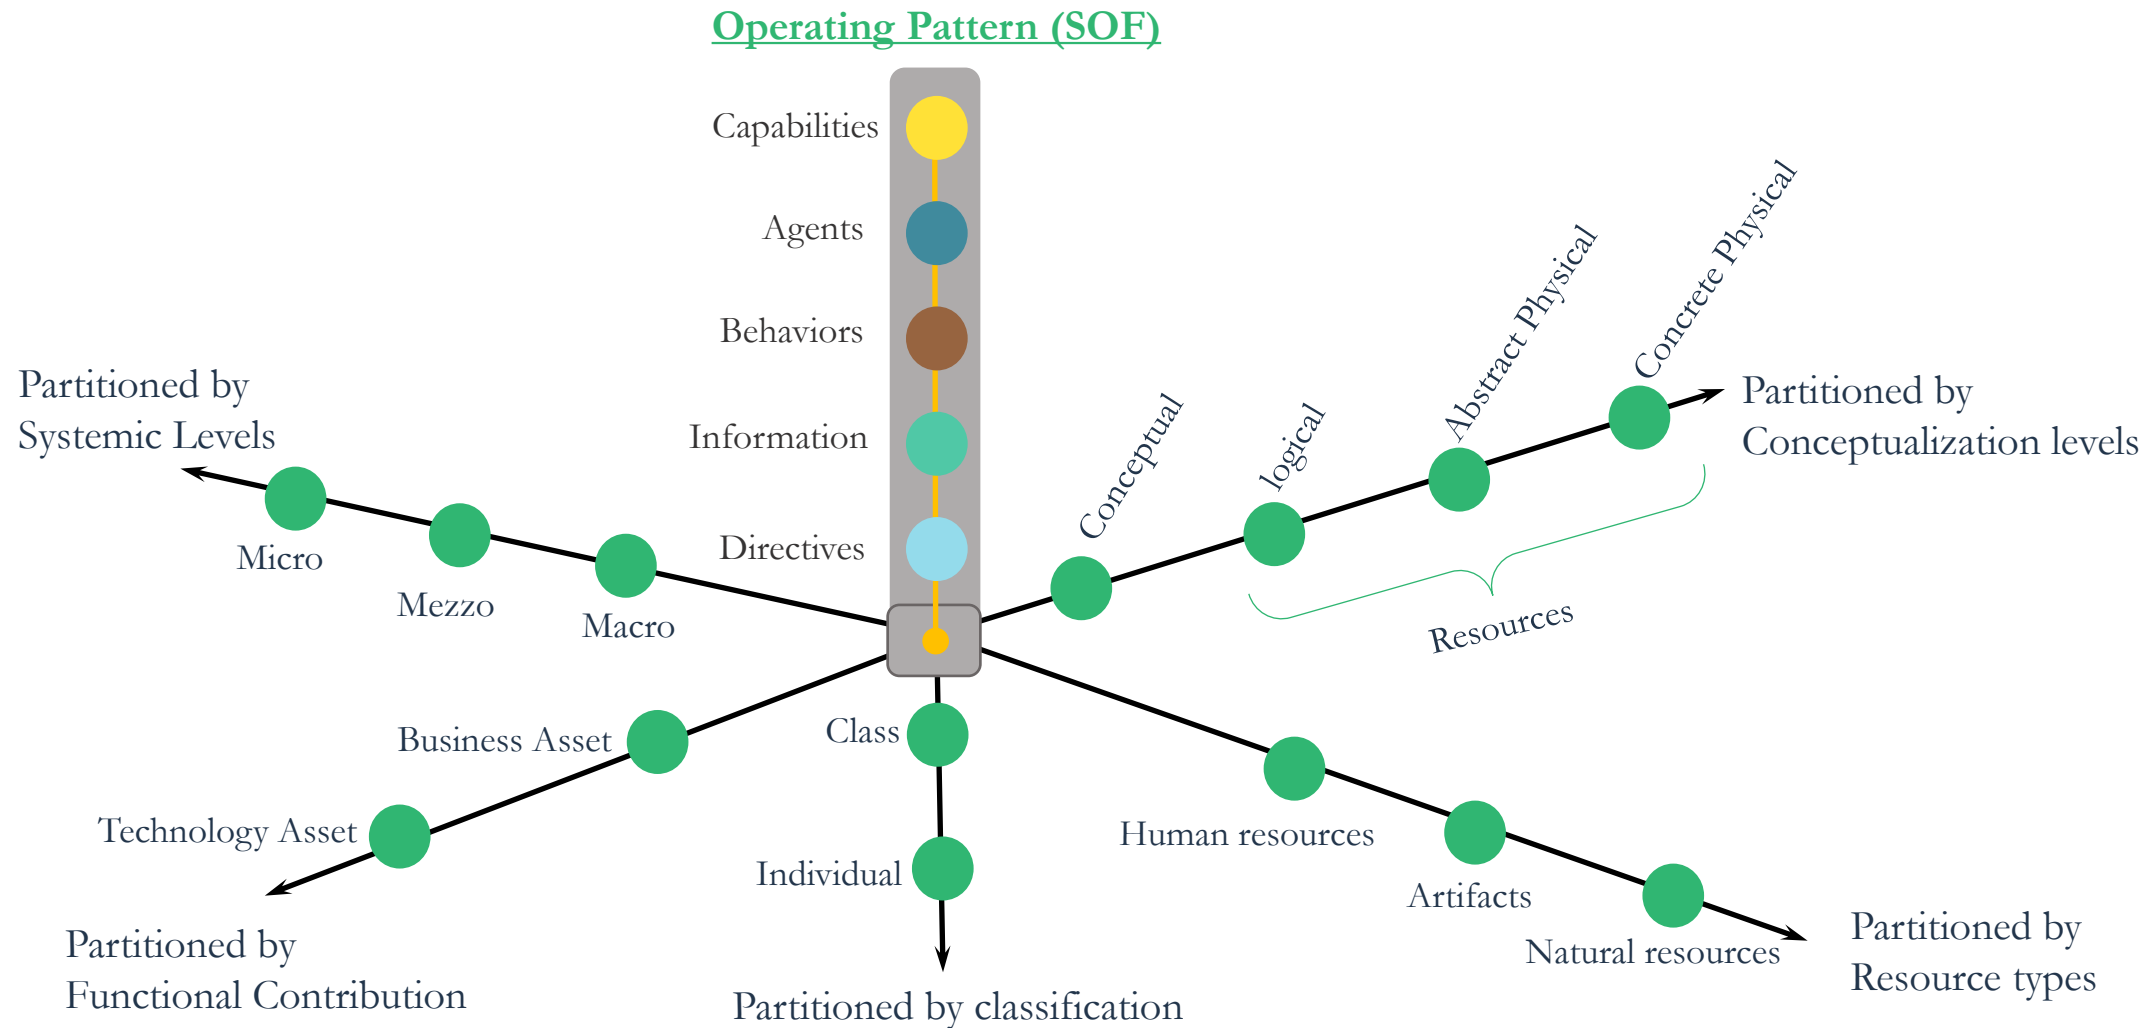 Operating Pattern (SOF)
Capabilities
Agents
Behaviors
Information
Directives
Partitioned by
Systemic Levels
Micro
Mezzo
Macro
Conceptual
logical
Abstract Physical
Concrete Physical
Partitioned by
Conceptualization levels
Resources
Business Asset
Technology Asset
Partitioned by
Functional Contribution
Class
Individual
Partitioned by classification
Human resources
Artifacts
Natural resources
Partitioned by
Resource types